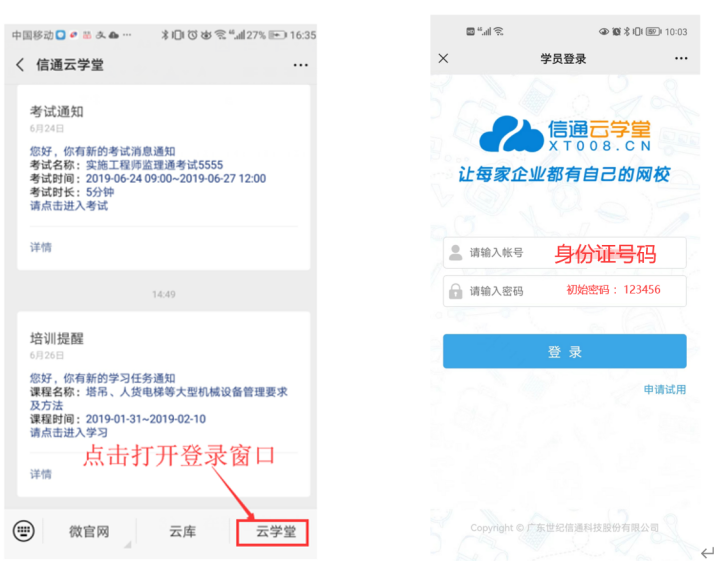 中国移动
27% 16:35
信通云学堂
考试通知
6月24日
您好，你有新的考试消息通知
考试名称：实施工程师监理通考试5555
考试时间：2019-06-24 09:00~2019-06-27 12:00
考试时长：5分钟
请点击进入考试
详情
14:49
培训提醒
6月26日
您好，你有新的学习任务通知
课程名称：塔吊、人货电梯等大型机械设备管理要求
及方法
课程时间：2019-01-31~2019-02-10
请点击进入学习
点击打开登录窗口
详情
微官网
云库
云学堂
10:03
学员登录
信通云学堂
XT008.CN
让每家企业都有自己的网校
请输入帐号
身份证号码
请输入密码
初始密码：123456
登 录
申请试用
Copyright © 广东世纪信通科技股份有限公司